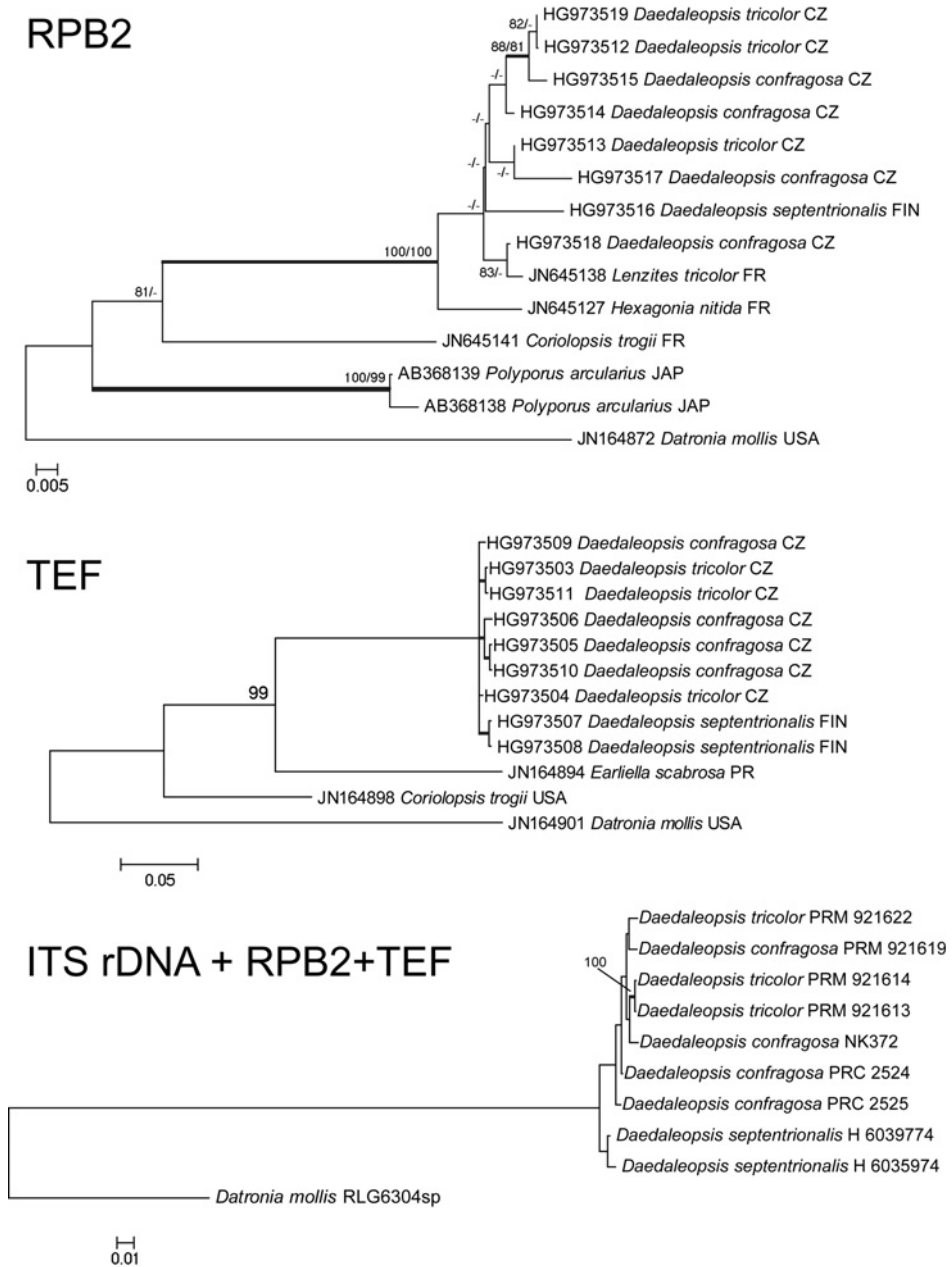 RPB2
82/-
HG973519 Daedaleopsis tricolor CZ
88/81
HG973512 Daedaleopsis tricolor CZ
-/-
HG973515 Daedaleopsis confragosa CZ
-/-
HG973514 Daedaleopsis confragosa CZ
HG973513 Daedaleopsis tricolor CZ
-/-
-/-
HG973517 Daedaleopsis confragosa CZ
-/-
HG973516 Daedaleopsis septentrionalis FIN
100/100
HG973518 Daedaleopsis confragosa CZ
83/-
JN645138 Lenzites tricolor FR
81/-
JN645127 Hexagonia nitida FR
JN645141 Coriolopsis trogii FR
100/99
AB368139 Polyporus arcularius JAP
AB368138 Polyporus arcularius JAP
JN164872 Datronia mollis USA
0.005
TEF
HG973509 Daedaleopsis confragosa CZ
HG973503 Daedaleopsis tricolor CZ
HG973511 Daedaleopsis tricolor CZ
HG973506 Daedaleopsis confragosa CZ
HG973505 Daedaleopsis confragosa CZ
HG973510 Daedaleopsis confragosa CZ
99
HG973504 Daedaleopsis tricolor CZ
HG973507 Daedaleopsis septentrionalis FIN
HG973508 Daedaleopsis septentrionalis FIN
JN164894 Earliella scabrosa PR
JN164898 Coriolopsis trogii USA
JN164901 Datronia mollis USA
0.05
ITS rDNA + RPB2+TEF
Daedaleopsis tricolor PRM 921622
Daedaleopsis confragosa PRM 921619
100
Daedaleopsis tricolor PRM 921614
Daedaleopsis tricolor PRM 921613
Daedaleopsis confragosa NK372
Daedaleopsis confragosa PRC 2524
Daedaleopsis confragosa PRC 2525
Daedaleopsis septentrionalis H 6039774
Daedaleopsis septentrionalis H 6035974
Datronia mollis RLG6304sp
0.01